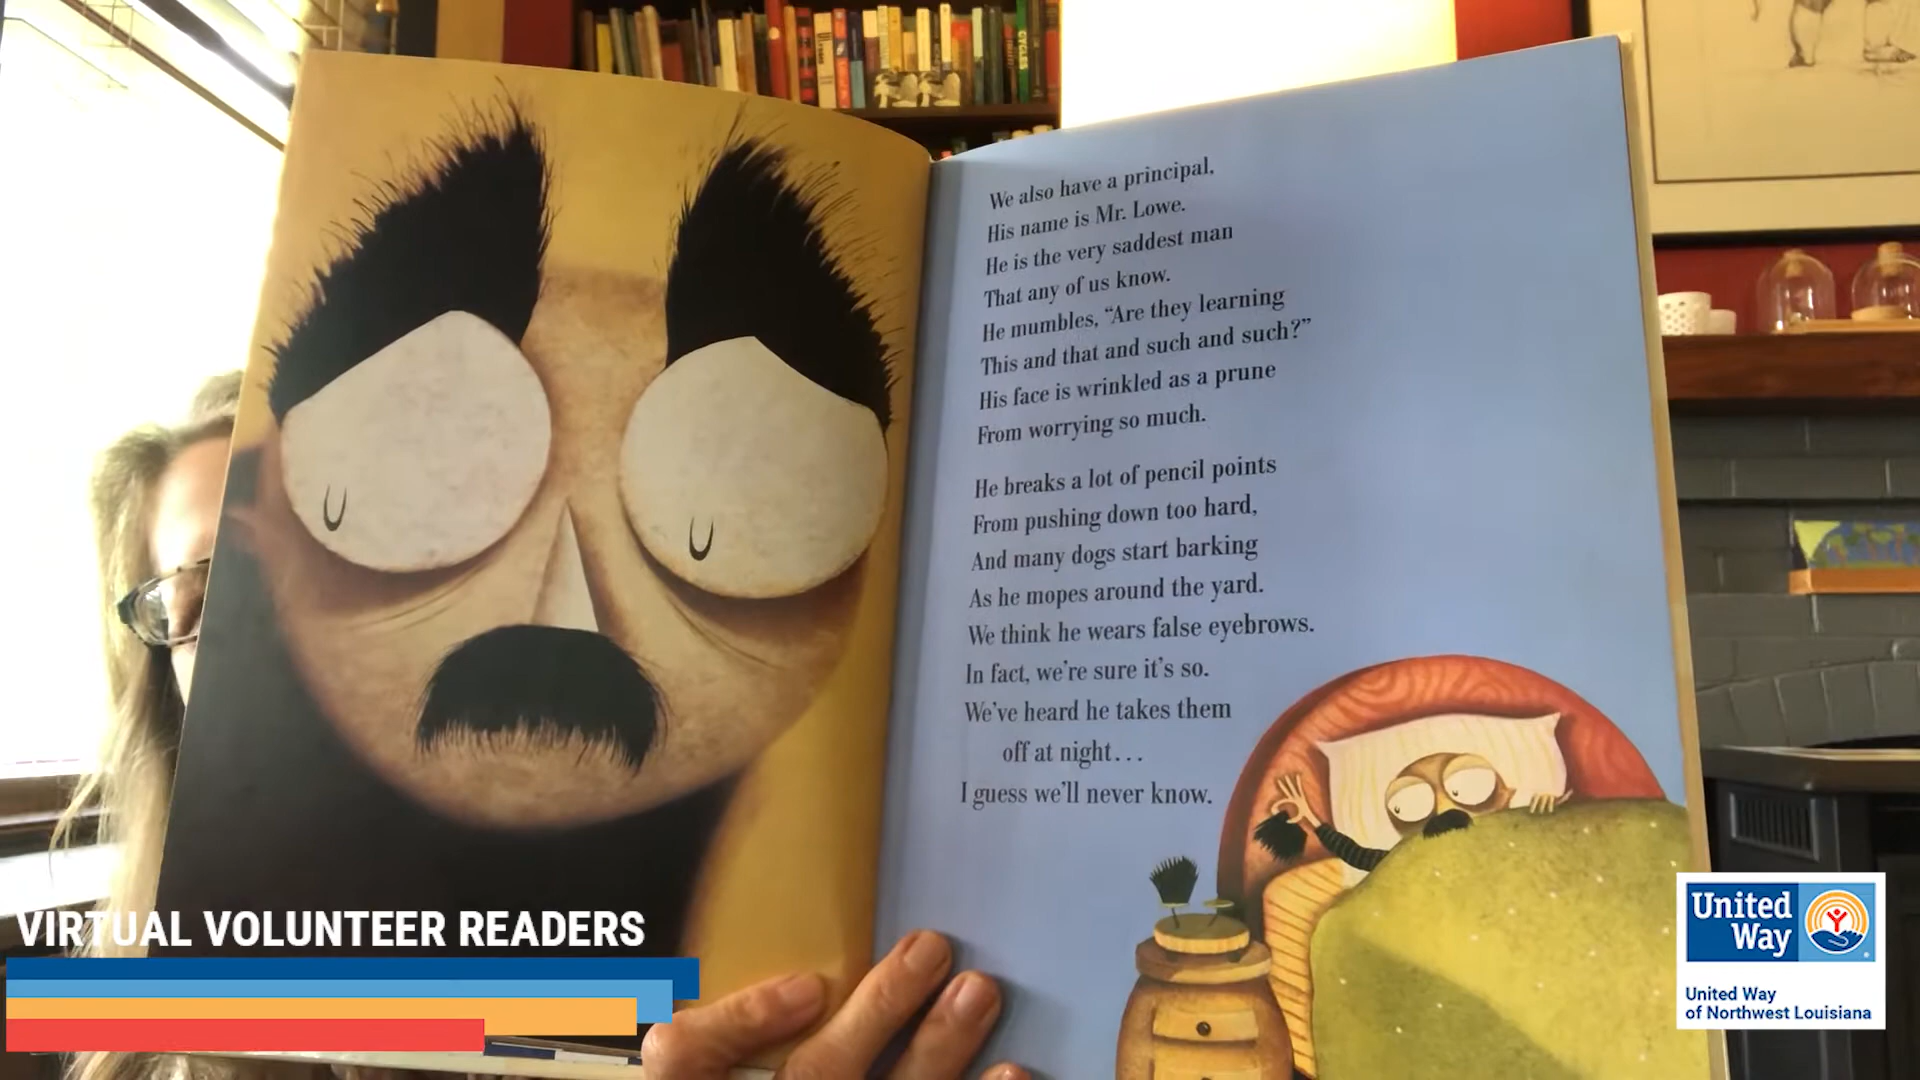 We also have a principal,
His name is Mr. Lowe.
He is the very saddest man
That any of us know.
He mumbles, “Are they learning
This and that and such and such?”
His face is wrinkled as a prune
From worrying so much.
He breaks a lot of pencil points
From pushing down too hard,
And many dogs start barking
As he mopes around the yard.
We think he wears false eyebrows.
In fact, we’re sure it’s so.
We’ve heard he takes them
off at night...
I guess we’ll never know.
VIRTUAL VOLUNTEER READERS
United
Way
United Way
of Northwest Louisiana